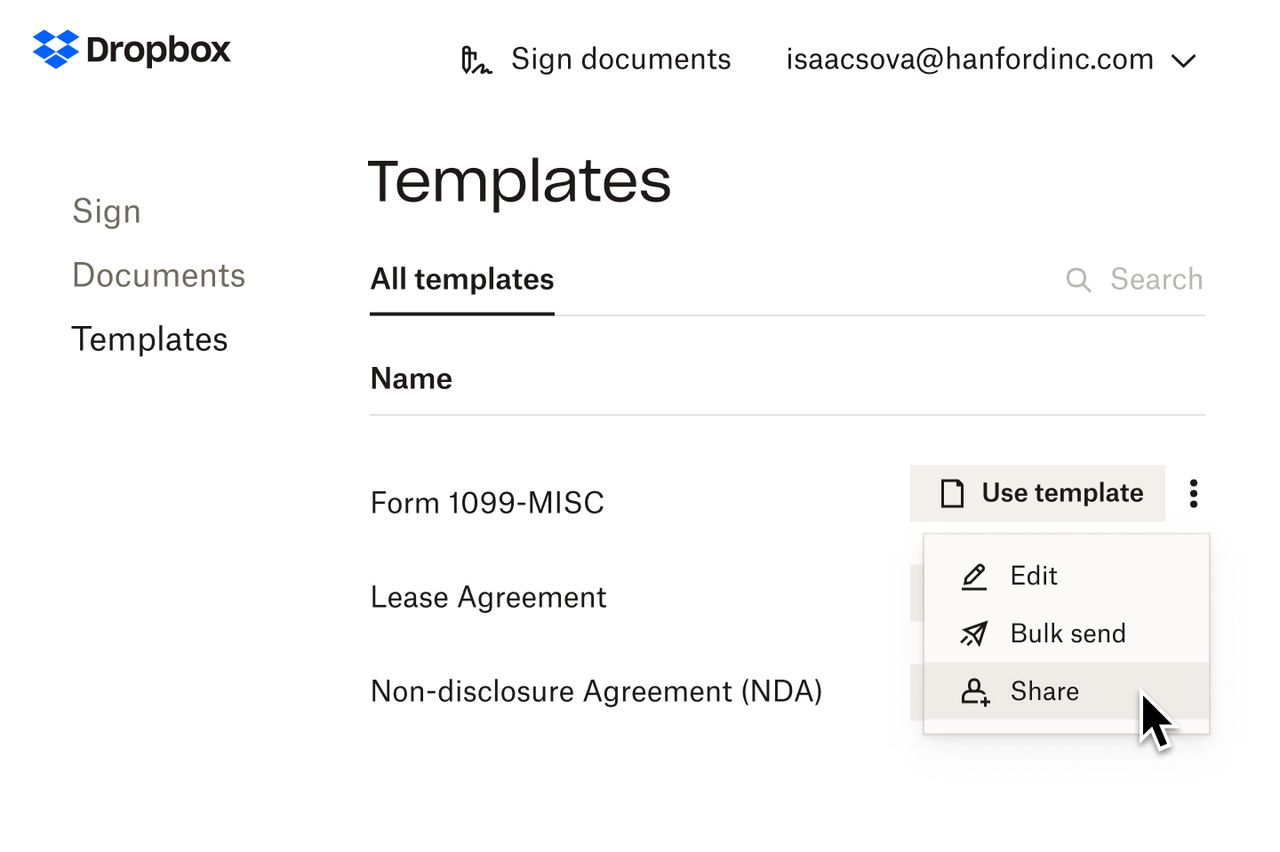 Dropbox
Sign documents
isaacsova@hanfordinc.com
Sign
Documents
Templates
Templates
All templates
Search
Name
Form 1099-MISC
Use template
Edit
Lease Agreement
Bulk send
Non-disclosure Agreement (NDA)
Share